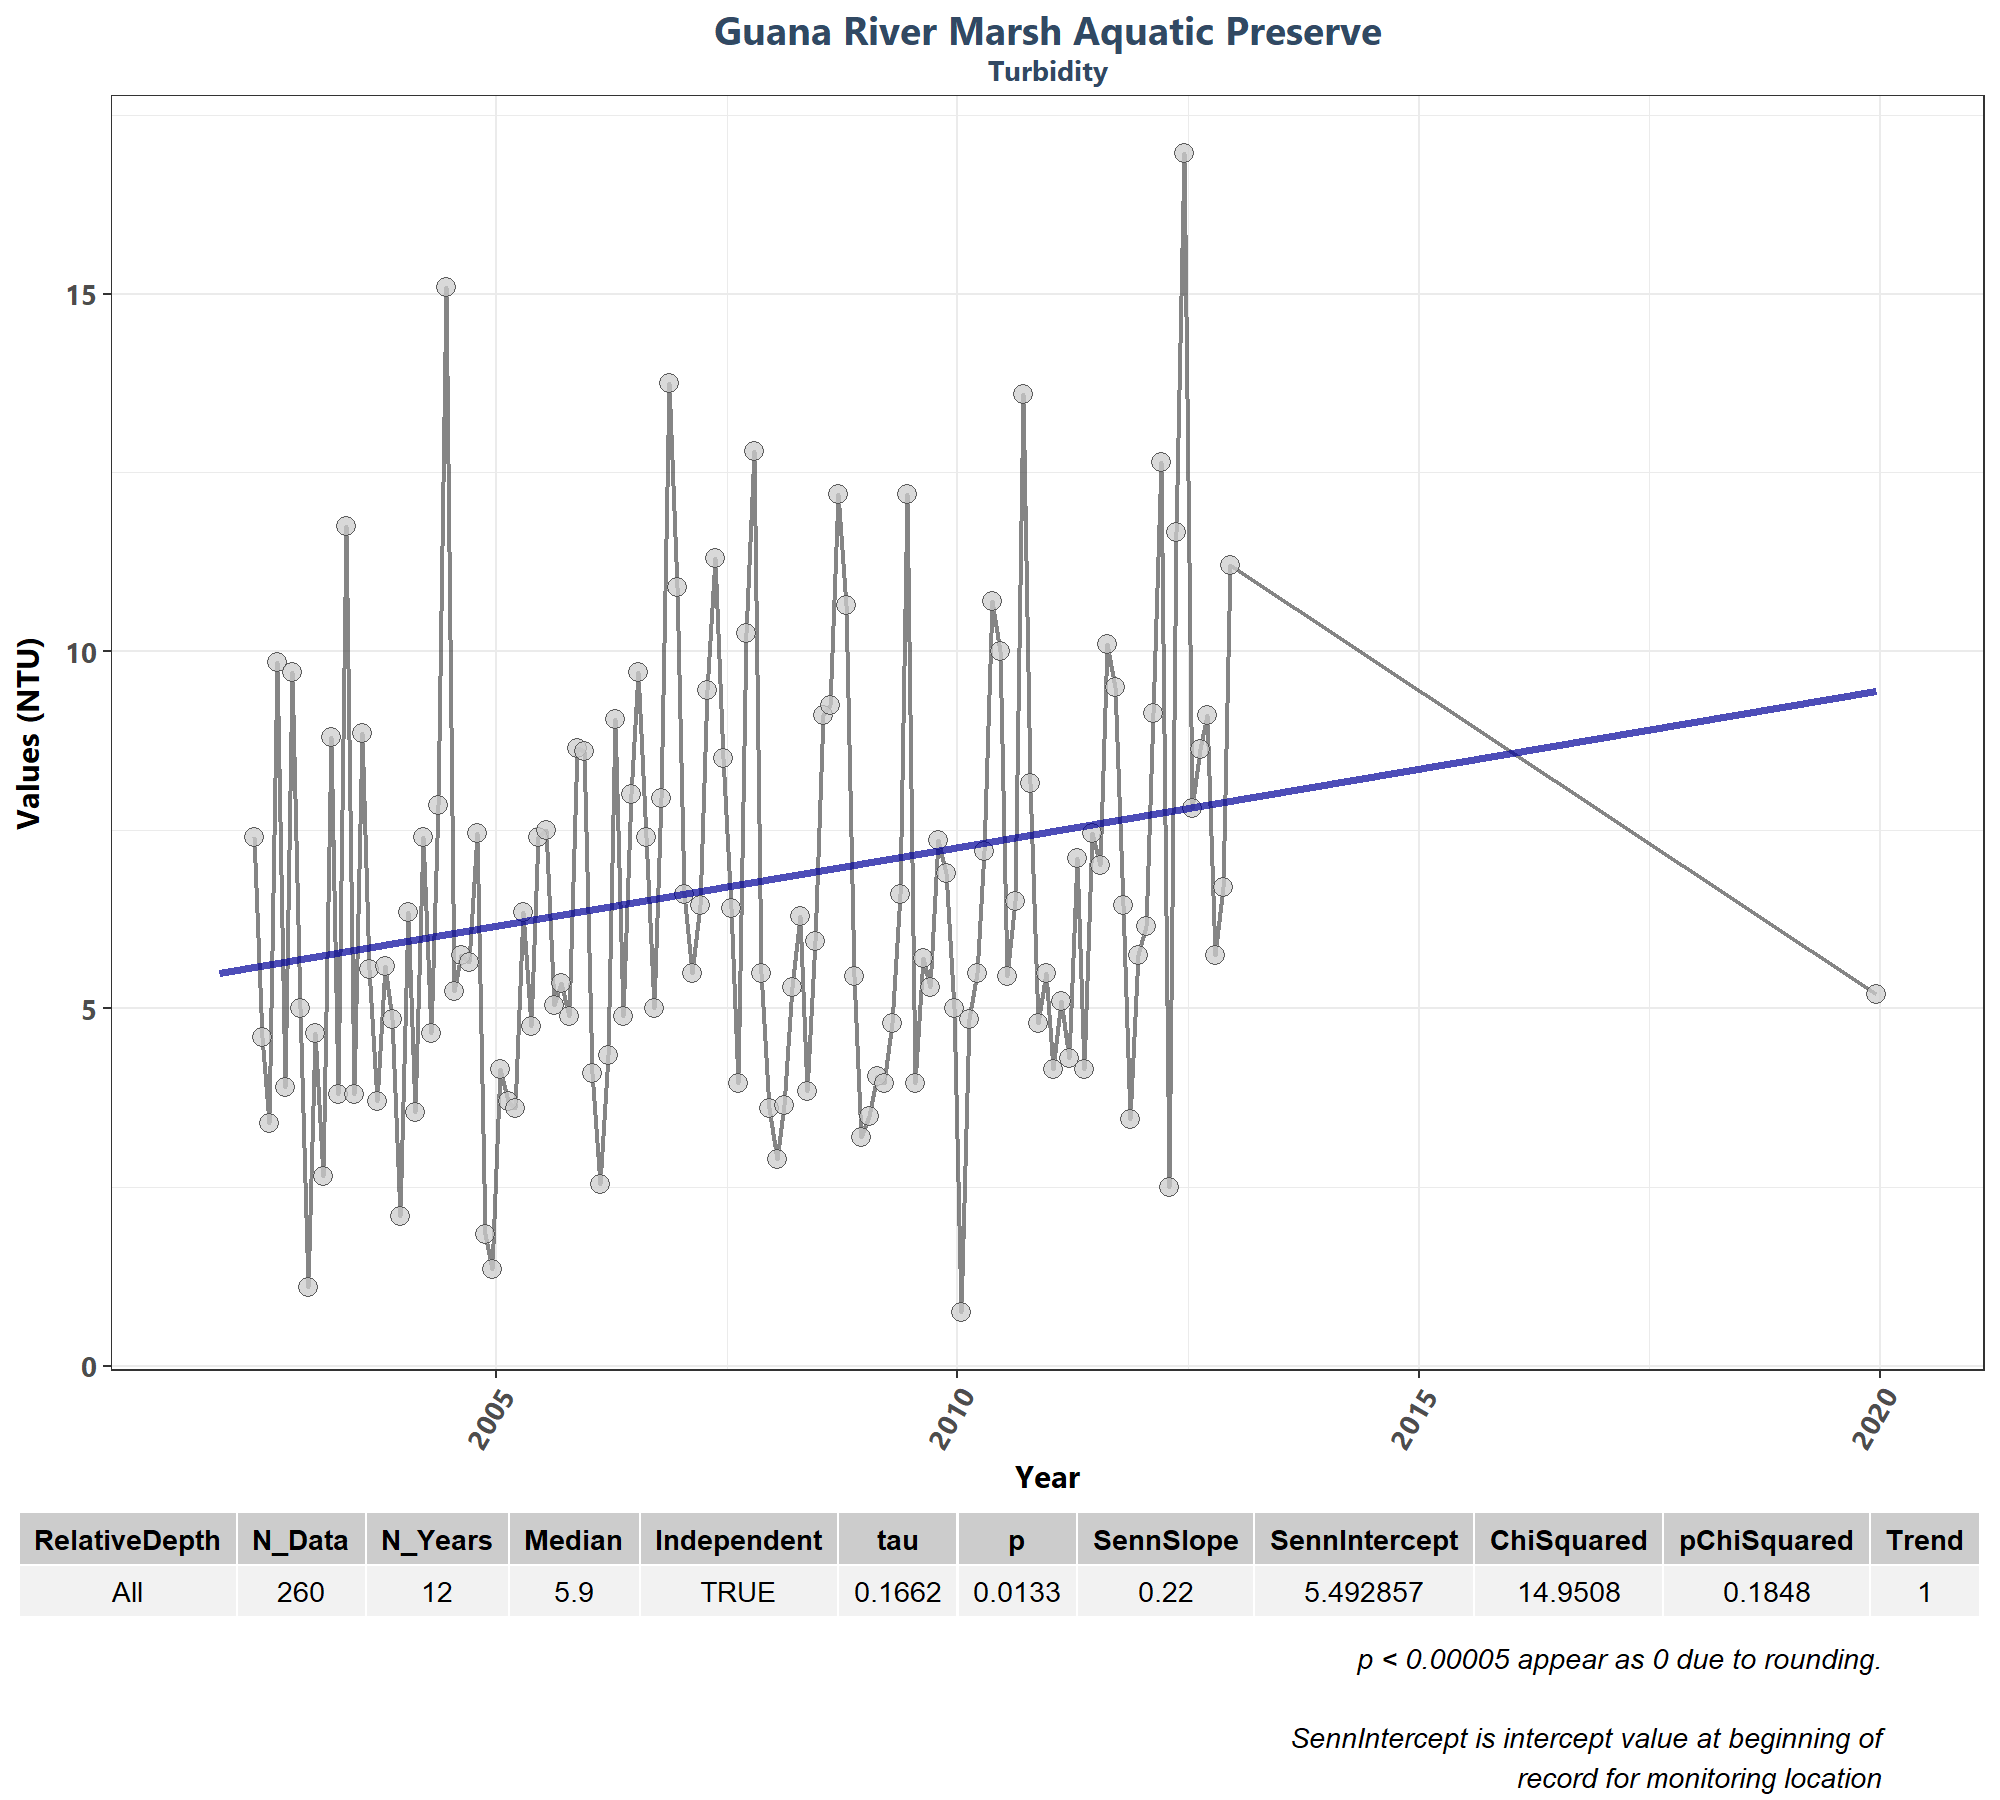 Guana River Marsh Aquatic Preserve
Turbidity
Values (NTU)
15
10
5
0
2005 2010 2015 2020
Year
RelativeDepth N_Data N_Years Median Independent tau p SennSlope SennIntercept ChiSquared pChiSquared Trend
All 260 12 5.9 TRUE 0.1662 0.0133 0.22 5.492857 14.9508 0.1848 1
p < 0.00005 appear as 0 due to rounding.
SennIntercept is intercept value at beginning of
record for monitoring location